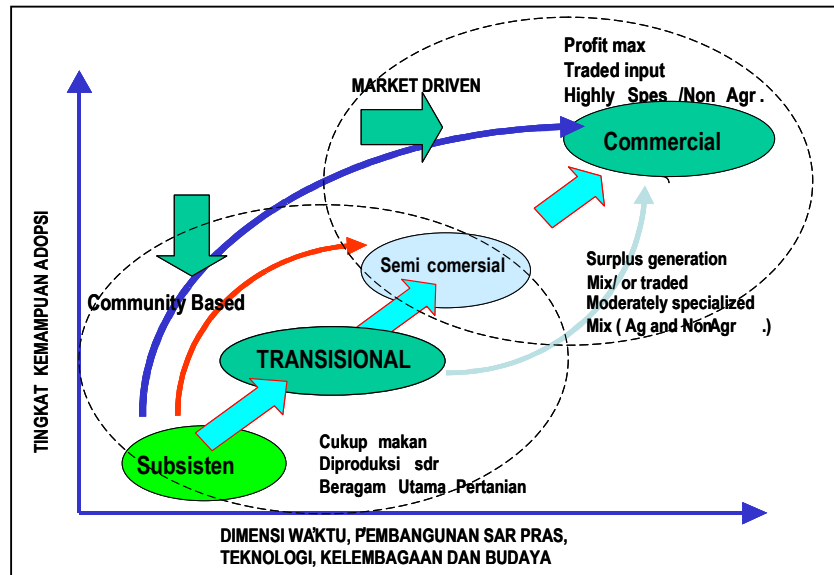 Profit max
Traded input
Highly Spes /Non Agr .
MARKET DRIVEN
Commercial
Community Based
Semi comersial
Surplus generation
Mix/ or traded
Moderately specialized
Mix ( Ag and NonAgr .)
TRANSISIONAL
Subsisten
Cukup makan
Diproduksi sdr
Beragam Utama Pertanian
TINGKAT KEMAMPUAN ADOPSI
DIMENSI WAKTU, PEMBANGUNAN SAR PRAS,
TEKNOLOGI, KELEMBAGAAN DAN BUDAYA